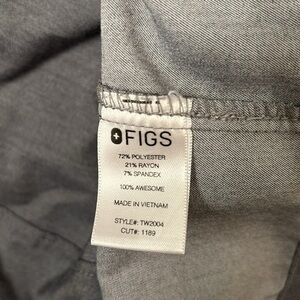 FIGS
72% POLYESTER
21% RAYON
7% SPANDEX
100% AWESOME
MADE IN VIETNAM
STYLE#: TW2004
CUT#: 1189